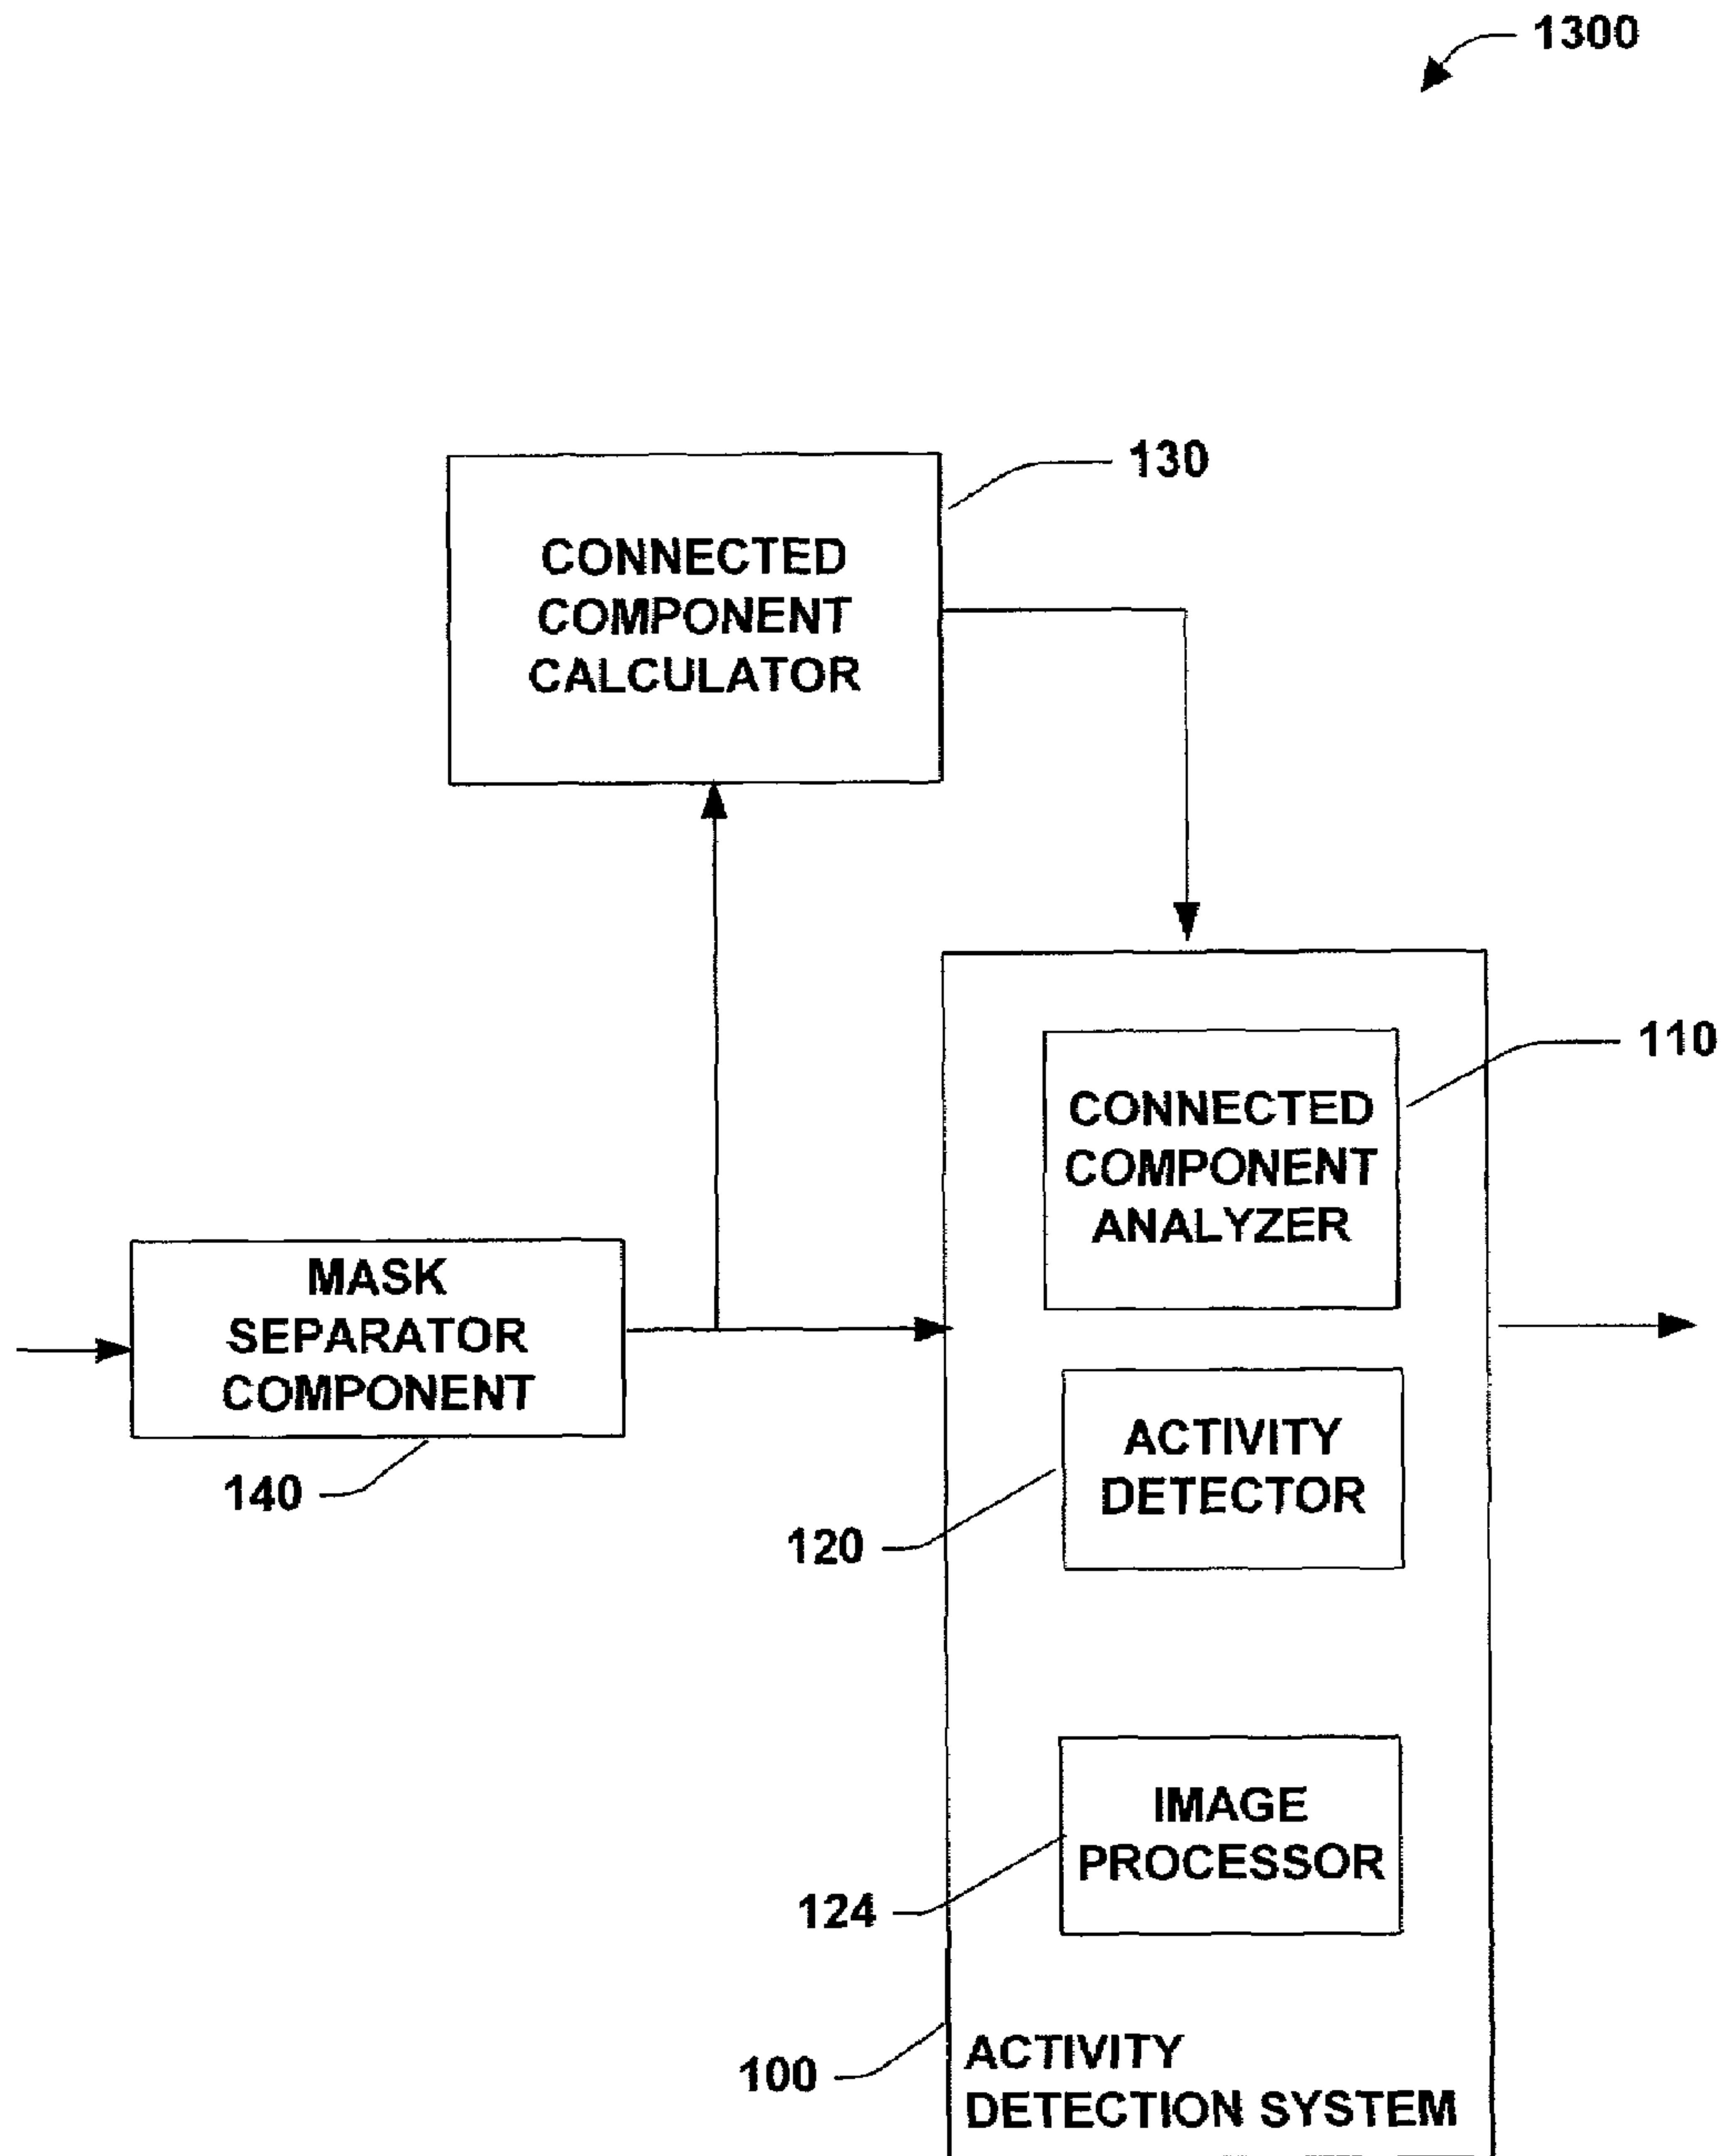 1300
130
CONNECTED
COMPONENT
CALCULATOR
110
CONNECTED
COMPONENT
ANALYZER
MASK
SEPARATOR
COMPONENT
140
ACTIVITY
DETECTOR
120
IMAGE
PROCESSOR
124
100
ACTIVITY
DETECTION SYSTEM